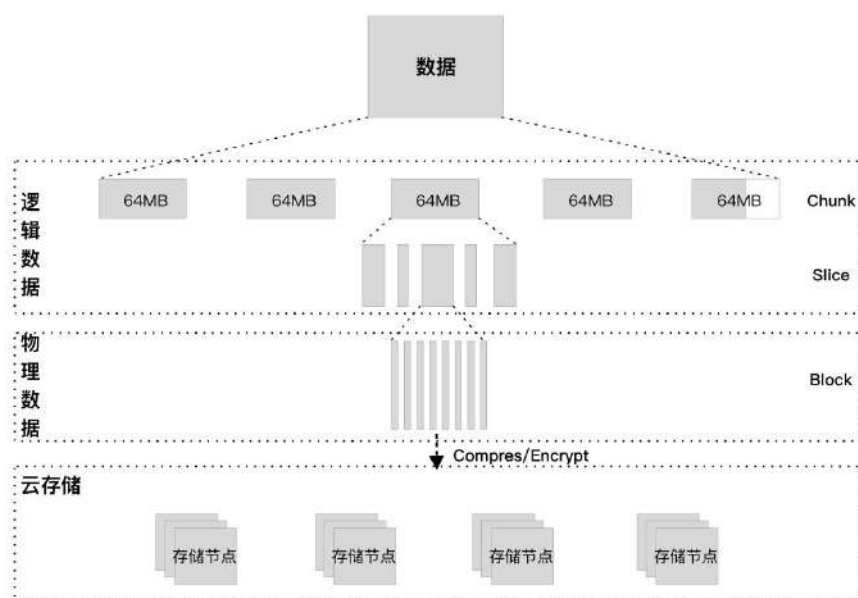 数据
逻辑数据
64MB 64MB 64MB 64MB 64MB Chunk
Slice
物理数据
Block
Compres/Encrypt
云存储
存储节点 存储节点 存储节点 存储节点